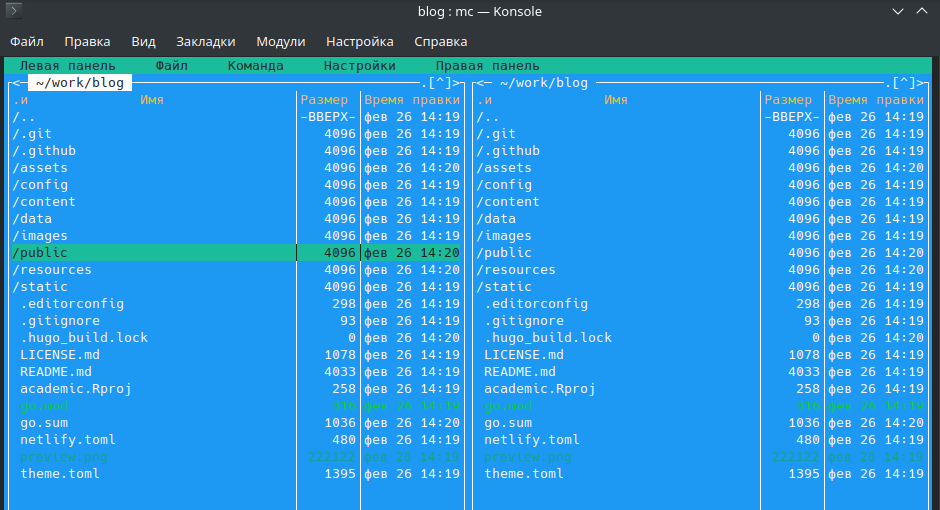 blog : mc — Konsole
Файл Правка Вид Закладки Модули Настройка Справка
Левая панель Файл Команда Настройки Правая панель
<─ ~/work/blog .[^]> <─ ~/work/blog .[^]>
.и Имя Размер Время правки .и Имя Размер Время правки
/.. -ВВЕРХ- фев 26 14:19 /.. -ВВЕРХ- фев 26 14:19
/.git 4096 фев 26 14:19 /.git 4096 фев 26 14:19
/.github 4096 фев 26 14:19 /.github 4096 фев 26 14:19
/assets 4096 фев 26 14:20 /assets 4096 фев 26 14:20
/config 4096 фев 26 14:19 /config 4096 фев 26 14:19
/content 4096 фев 26 14:19 /content 4096 фев 26 14:19
/data 4096 фев 26 14:19 /data 4096 фев 26 14:19
/images 4096 фев 26 14:19 /images 4096 фев 26 14:19
/public 4096 фев 26 14:20 /public 4096 фев 26 14:20
/resources 4096 фев 26 14:20 /resources 4096 фев 26 14:20
/static 4096 фев 26 14:19 /static 4096 фев 26 14:19
.editorconfig 298 фев 26 14:19 .editorconfig 298 фев 26 14:19
.gitignore 93 фев 26 14:19 .gitignore 93 фев 26 14:19
.hugo_build.lock 0 фев 26 14:20 .hugo_build.lock 0 фев 26 14:20
LICENSE.md 1078 фев 26 14:19 LICENSE.md 1078 фев 26 14:19
README.md 4033 фев 26 14:19 README.md 4033 фев 26 14:19
academic.Rproj 258 фев 26 14:19 academic.Rproj 258 фев 26 14:19
go.mod фев 26 14:19 go.mod фев 26 14:19
go.sum 1036 фев 26 14:20 go.sum 1036 фев 26 14:20
netlify.toml 480 фев 26 14:19 netlify.toml 480 фев 26 14:19
preview.png 222122 фев 26 14:19 preview.png 222122 фев 26 14:19
theme.toml 1395 фев 26 14:19 theme.toml 1395 фев 26 14:19